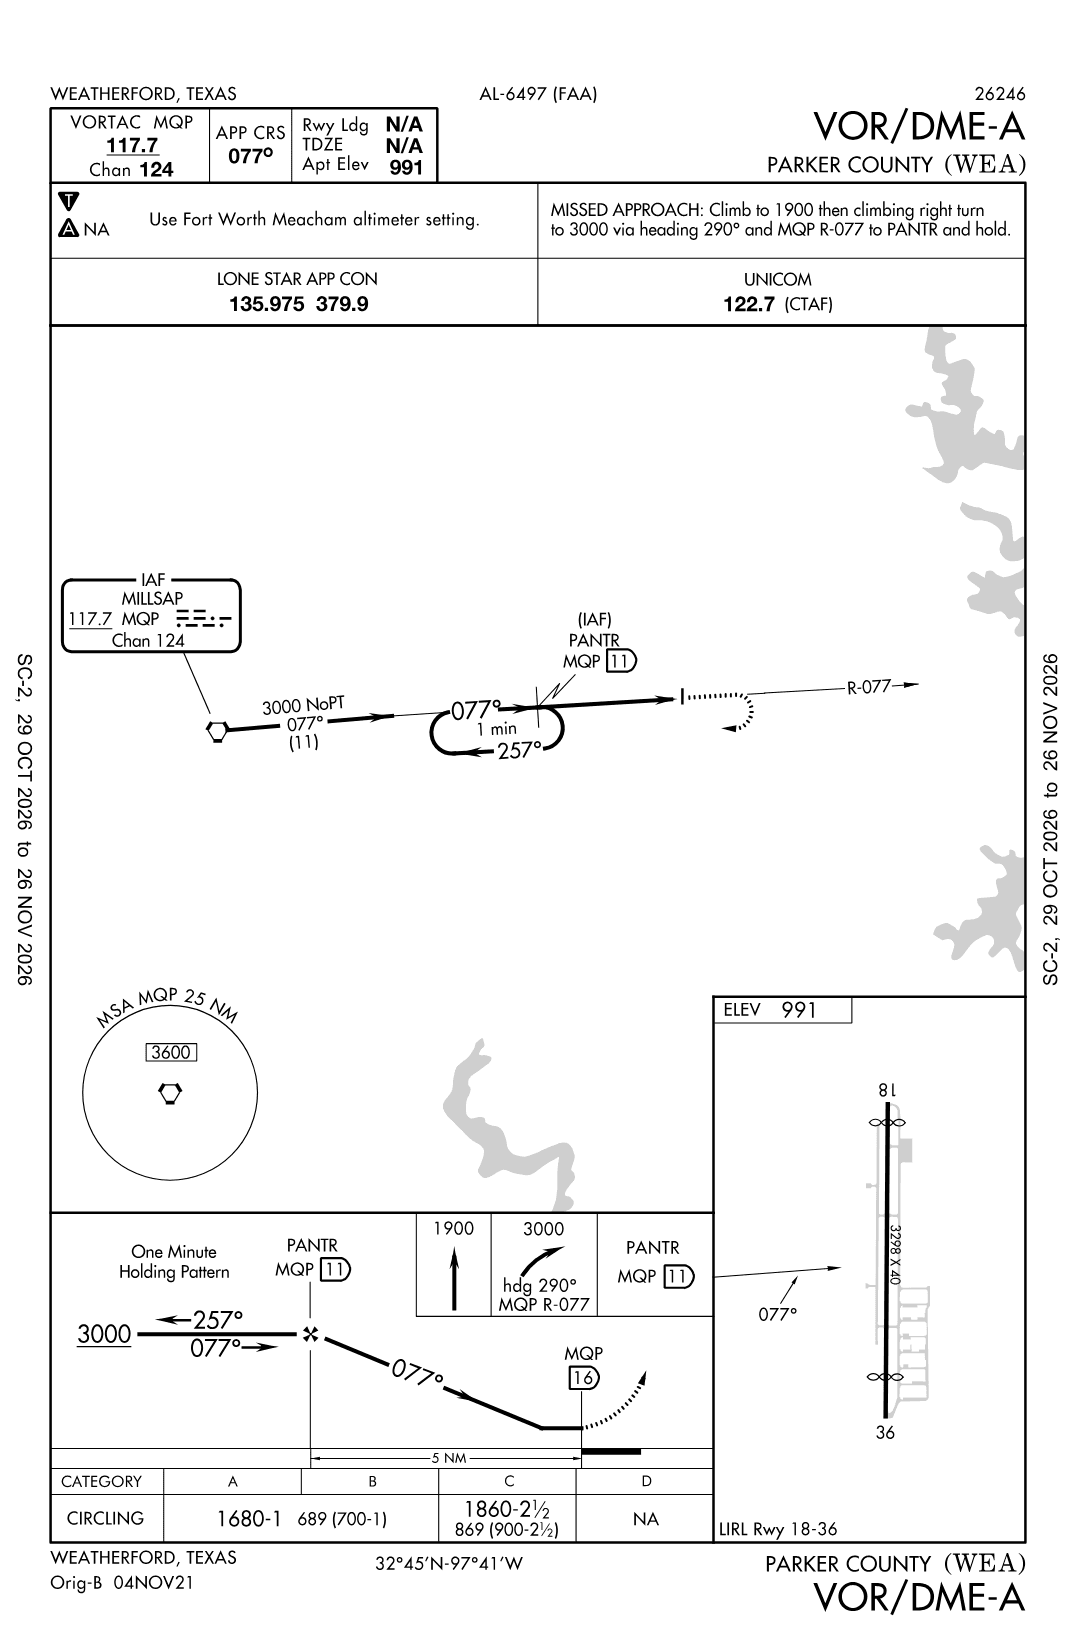 WEATHERFORD, TEXAS
AL-6497 (FAA)
26246
VORTAC MQP
117.7
Chan 124
APP CRS
077°
Rwy Ldg N/A
TDZE N/A
Apt Elev 991
VOR/DME-A
PARKER COUNTY (WEA)
T
A NA
Use Fort Worth Meacham altimeter setting.
MISSED APPROACH: Climb to 1900 then climbing right turn
to 3000 via heading 290° and MQP R-077 to PANTR and hold.
LONE STAR APP CON
135.975 379.9
UNICOM
122.7 (CTAF)
IAF
MILLSAP
117.7 MQP
Chan 124
3000 NoPT
077°
(11)
(IAF)
PANTR
MQP 11
077°
1 min
257°
R-077
SC-2, 29 OCT 2026 to 26 NOV 2026
SC-2, 29 OCT 2026 to 26 NOV 2026
MSA MQP 25 NM
3600
ELEV 991
18
3298 X 40
077°
36
LIRL Rwy 18-36
One Minute
Holding Pattern
PANTR
MQP 11
1900
3000
hdg 290°
MQP R-077
PANTR
MQP 11
3000
257°
077°
077°
MQP
16
5 NM
CATEGORY A B C D
CIRCLING 1680-1 689 (700-1) 1860-2½ 869 (900-2½) NA
WEATHERFORD, TEXAS
Orig-B 04NOV21
32°45'N-97°41'W
PARKER COUNTY (WEA)
VOR/DME-A